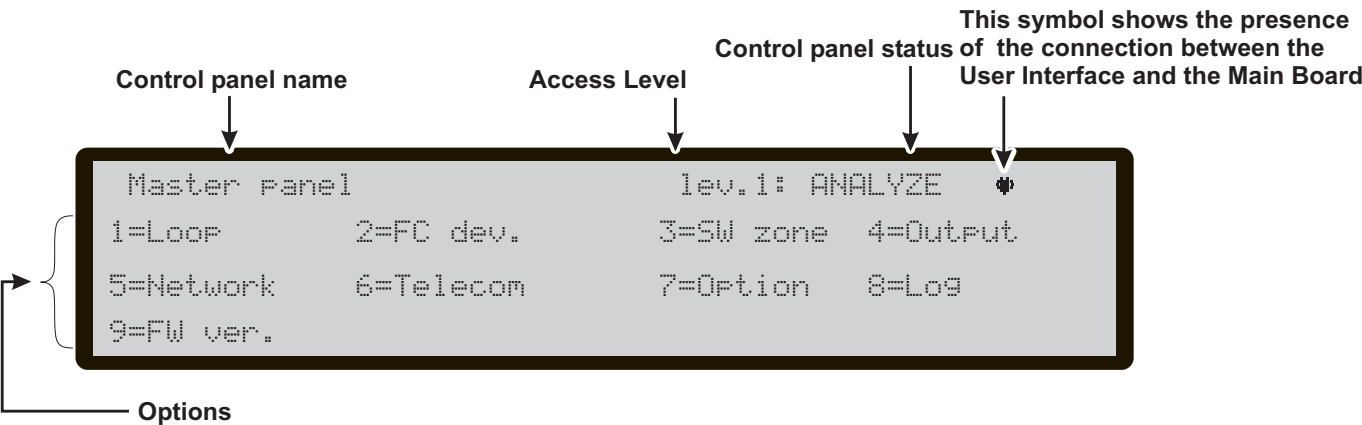 This symbol shows the presence
of the connection between the
User Interface and the Main Board
Control panel status
Control panel name
Access Level
Master panel lev.1: ANALYZE
1=Loop 2=FC dev. 3=SW zone 4=Output
5=Network 6=Telecom 7=Option 8=Log
9=FW ver.
Options